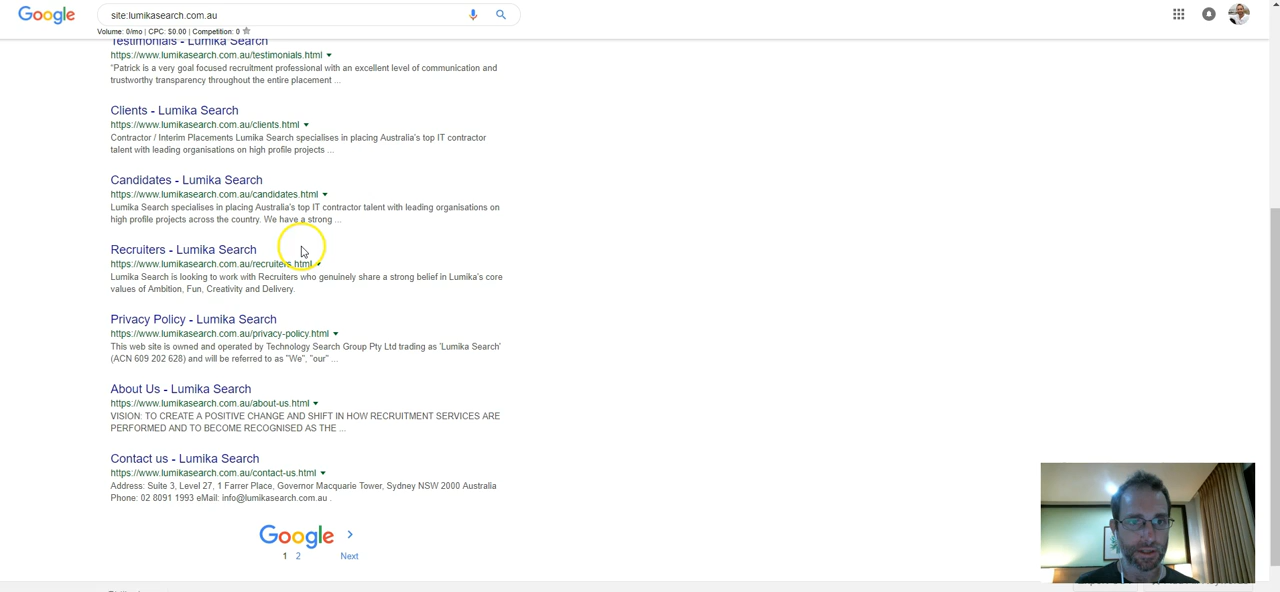 Google
site:lumikasearch.com.au
Volume: 0/mo | CPC: $0.00 | Competition: 0
Testimonials - Lumika Search
https://www.lumikasearch.com.au/testimonials.html
"Patrick is a very goal focused recruitment professional with an excellent level of communication and
trustworthy transparency throughout the entire placement ...
Clients - Lumika Search
https://www.lumikasearch.com.au/clients.html
Contractor / Interim Placements Lumika Search specialises in placing Australia's top IT contractor
talent with leading organisations on high profile projects ...
Candidates - Lumika Search
https://www.lumikasearch.com.au/candidates.html
Lumika Search specialises in placing Australia's top IT contractor talent with leading organisations on
high profile projects across the country. We have a strong ...
Recruiters - Lumika Search
https://www.lumikasearch.com.au/recruiters.html
Lumika Search is looking to work with Recruiters who genuinely share a strong belief in Lumika's core
values of Ambition, Fun, Creativity and Delivery.
Privacy Policy - Lumika Search
https://www.lumikasearch.com.au/privacy-policy.html
This web site is owned and operated by Technology Search Group Pty Ltd trading as 'Lumika Search'
(ACN 609 202 628) and will be referred to as "We", "our" ...
About Us - Lumika Search
https://www.lumikasearch.com.au/about-us.html
VISION: TO CREATE A POSITIVE CHANGE AND SHIFT IN HOW RECRUITMENT SERVICES ARE
PERFORMED AND TO BECOME RECOGNISED AS THE ...
Contact us - Lumika Search
https://www.lumikasearch.com.au/contact-us.html
Address: Suite 3, Level 27, 1 Farrer Place, Governor Macquarie Tower, Sydney NSW 2000 Australia
Phone: 02 8091 1993 eMail: info@lumikasearch.com.au .
Google >
1 2 Next